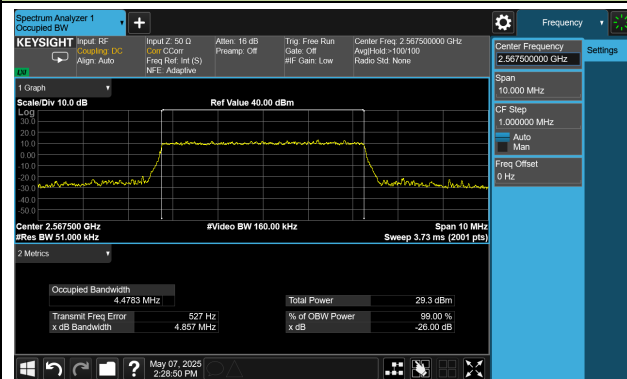 Spectrum Analyzer 1
Occupied BW
Frequency
KEYSIGHT
Input: RF
Coupling: DC
Align: Auto
Input Z: 50 Ω
Corr CCorr
Freq Ref: Int (S)
NFE: Adaptive
Atten: 16 dB
Preamp: Off
Trig: Free Run
Gate: Off
#IF Gain: Low
Center Freq: 2.567500000 GHz
Avg|Hold:>100/100
Radio Std: None
Center Frequency
2.567500000 GHz
Settings
Span
10.000 MHz
CF Step
1.000000 MHz
Auto
Man
Freq Offset
0 Hz
1 Graph
Scale/Div 10.0 dB
Ref Value 40.00 dBm
Log
30.0
20.0
10.0
0.00
-10.0
-20.0
-30.0
-40.0
-50.0
Center 2.567500 GHz
#Video BW 160.00 kHz
Span 10 MHz
#Res BW 51.000 kHz
Sweep 3.73 ms (2001 pts)
2 Metrics
Occupied Bandwidth
4.4783 MHz
Total Power 29.3 dBm
Transmit Freq Error 527 Hz
% of OBW Power 99.00 %
x dB Bandwidth 4.857 MHz
x dB -26.00 dB
May 07, 2025
2:28:50 PM